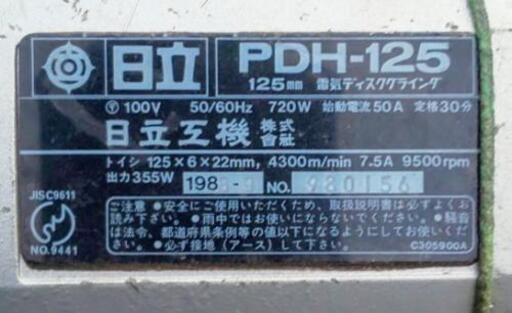 日立 PDH-125
125mm 電気ディスクグラインダ
Ⓣ 100V 50/60Hz 720W 始動電流50A 定格30分
日立工機 株式會社
トイシ 125×6×22mm, 4300m/min 7.5A 9500rpm
出力355W 198 - 9 NO. 980156
JISC9611
NO.9441
ご注意 ●安全にご使用いただくため、取扱説明書は必ずよくお
読み下さい。●雨中ではお使いにならないでください。●騒音
は法令、都道府県条例等の値以下になるようにしてお使いくだ
さい。●必ず接地（アース）して下さい。
C305900A